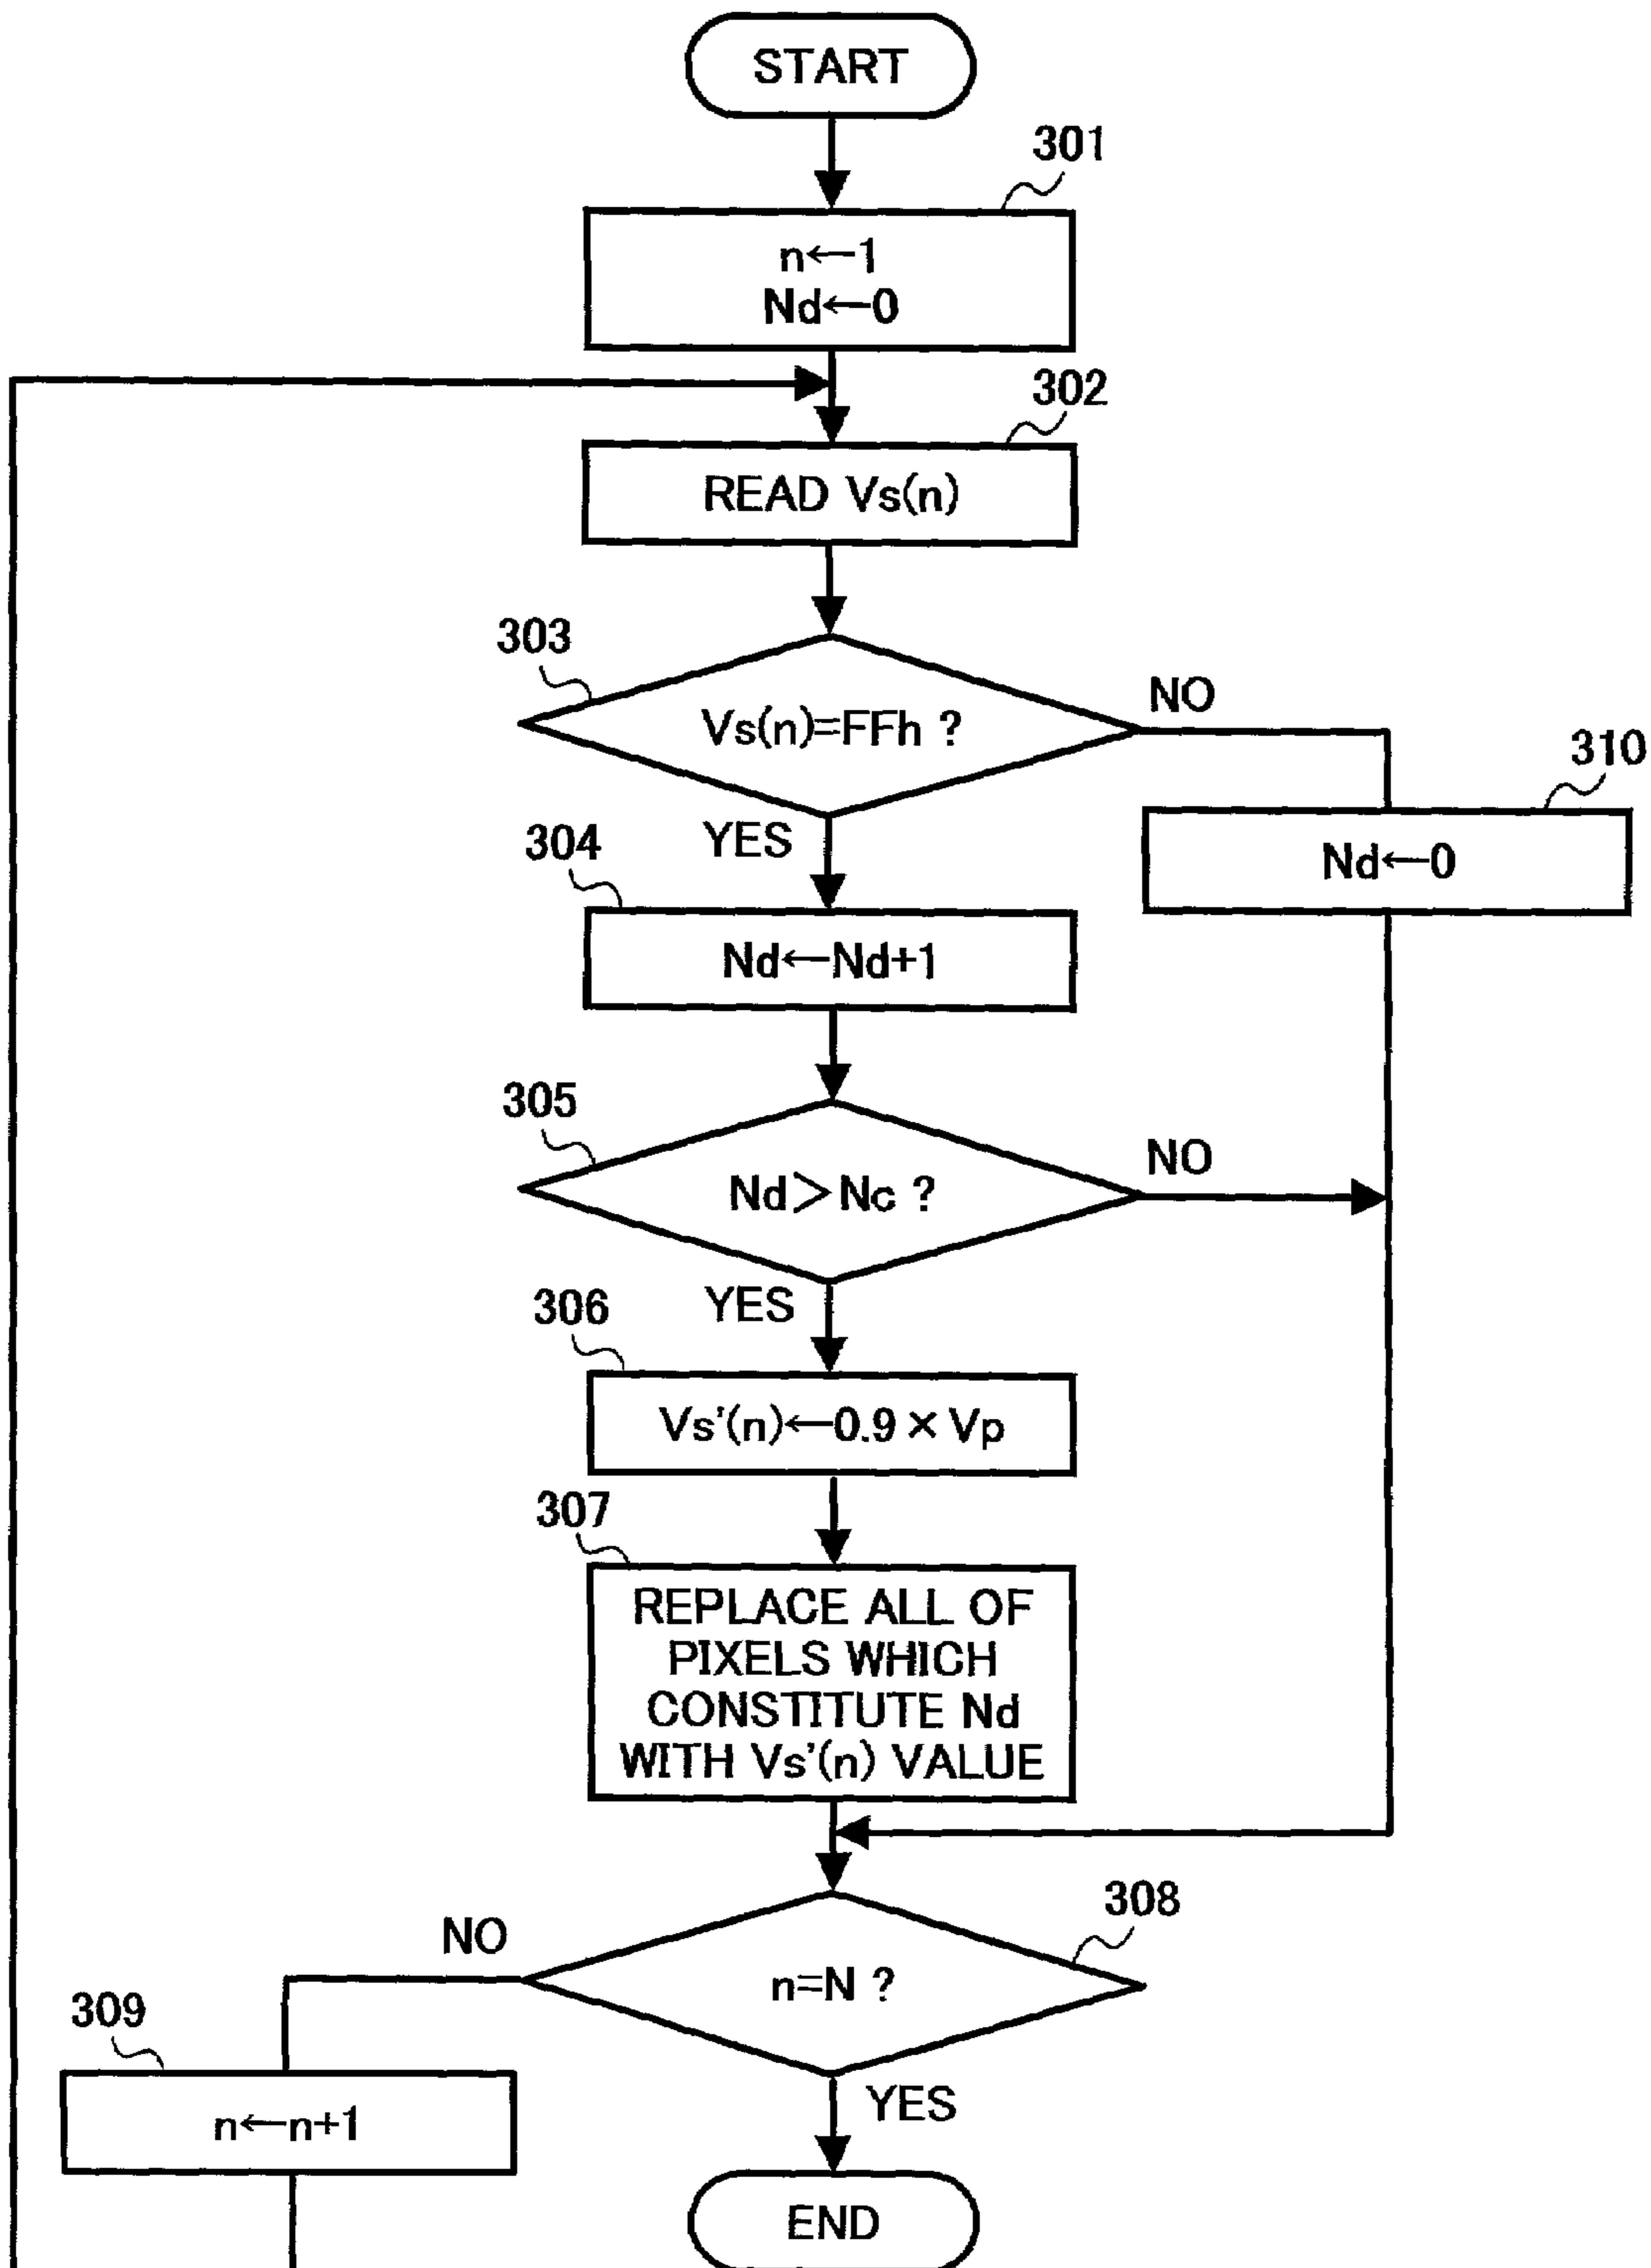 START
301
n←1
Nd←0
302
READ Vs(n)
303
Vs(n)=FFh ?
NO
310
YES
304
Nd←0
Nd←Nd+1
305
Nd>Nc ?
NO
YES
306
Vs'(n)←0.9×Vp
307
REPLACE ALL OF
PIXELS WHICH
CONSTITUTE Nd
WITH Vs'(n) VALUE
308
NO
n=N ?
309
YES
n←n+1
END